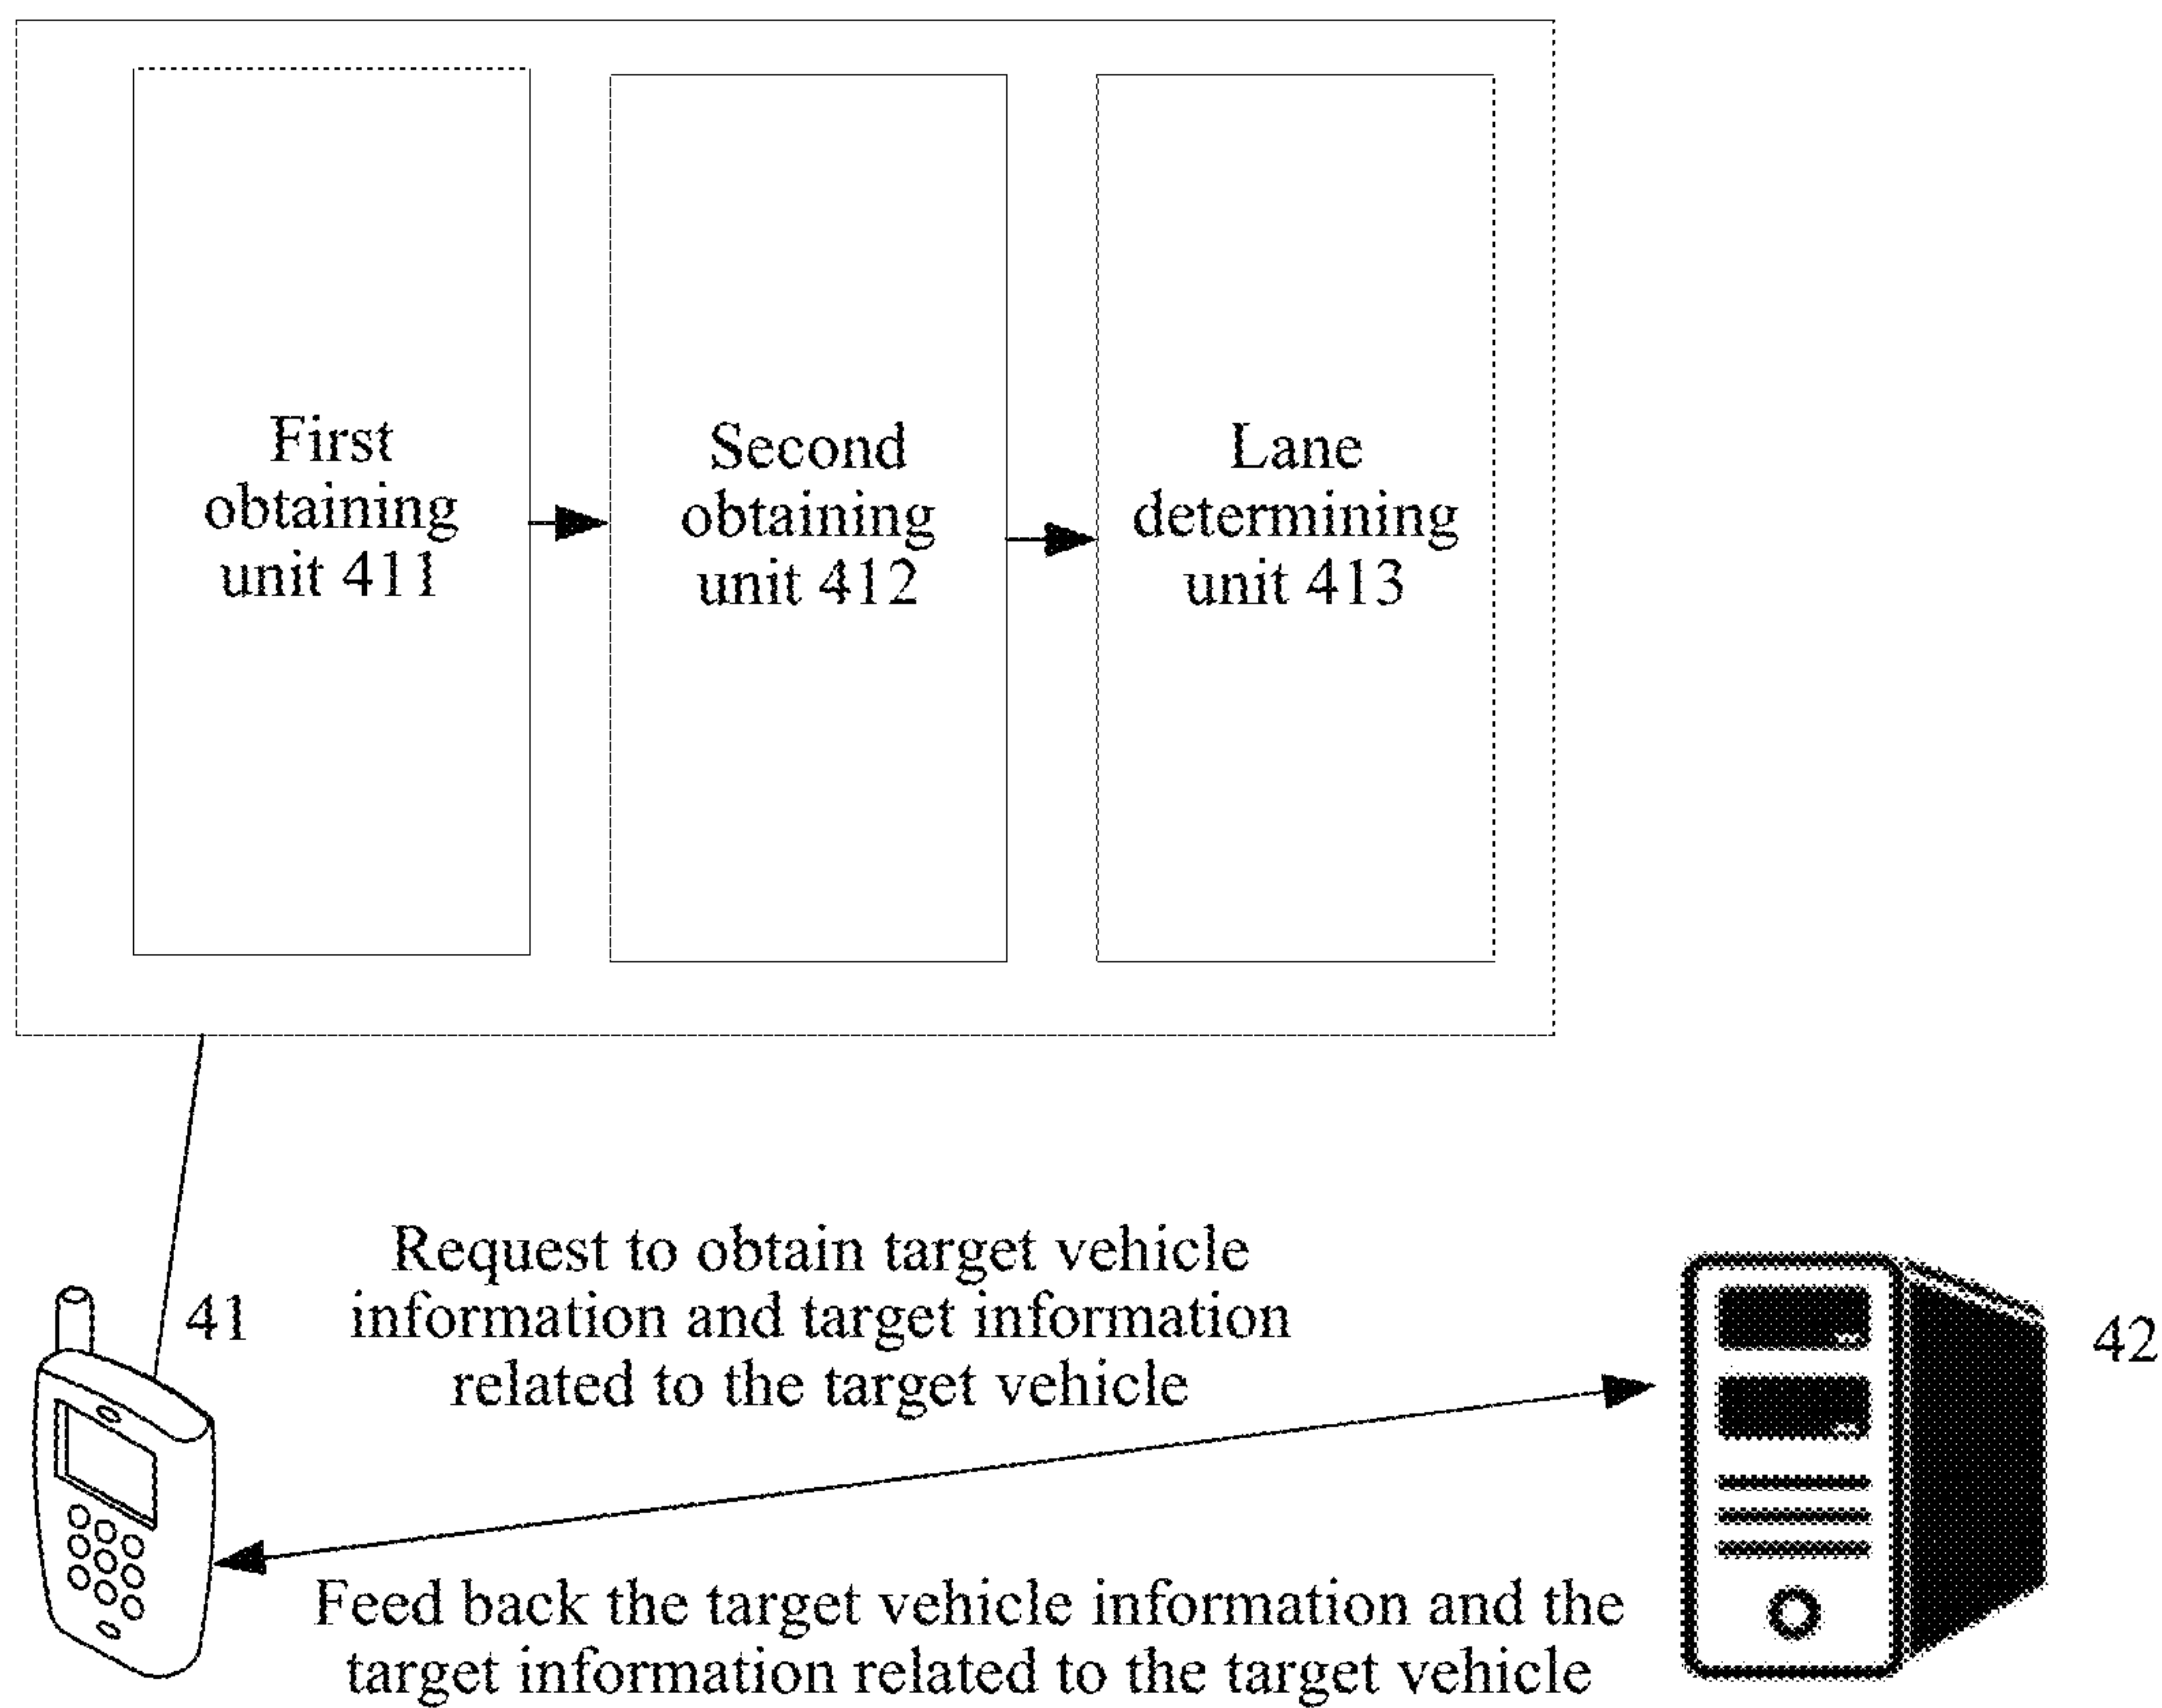 First
obtaining
unit 411
Second
obtaining
unit 412
Lane
determining
unit 413
41
Request to obtain target vehicle
information and target information
related to the target vehicle
42
Feed back the target vehicle information and the
target information related to the target vehicle